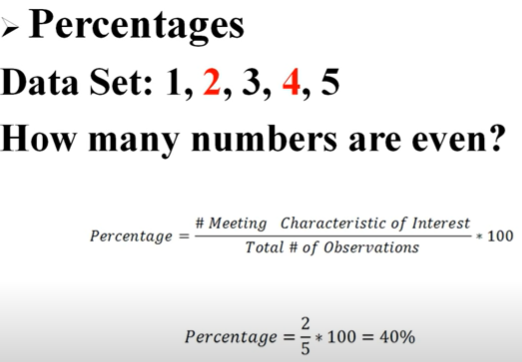 ➢ Percentages
Data Set: 1, 2, 3, 4, 5
How many numbers are even?
Percentage = # Meeting Characteristic of Interest / Total # of Observations * 100
Percentage = 2/5 * 100 = 40%